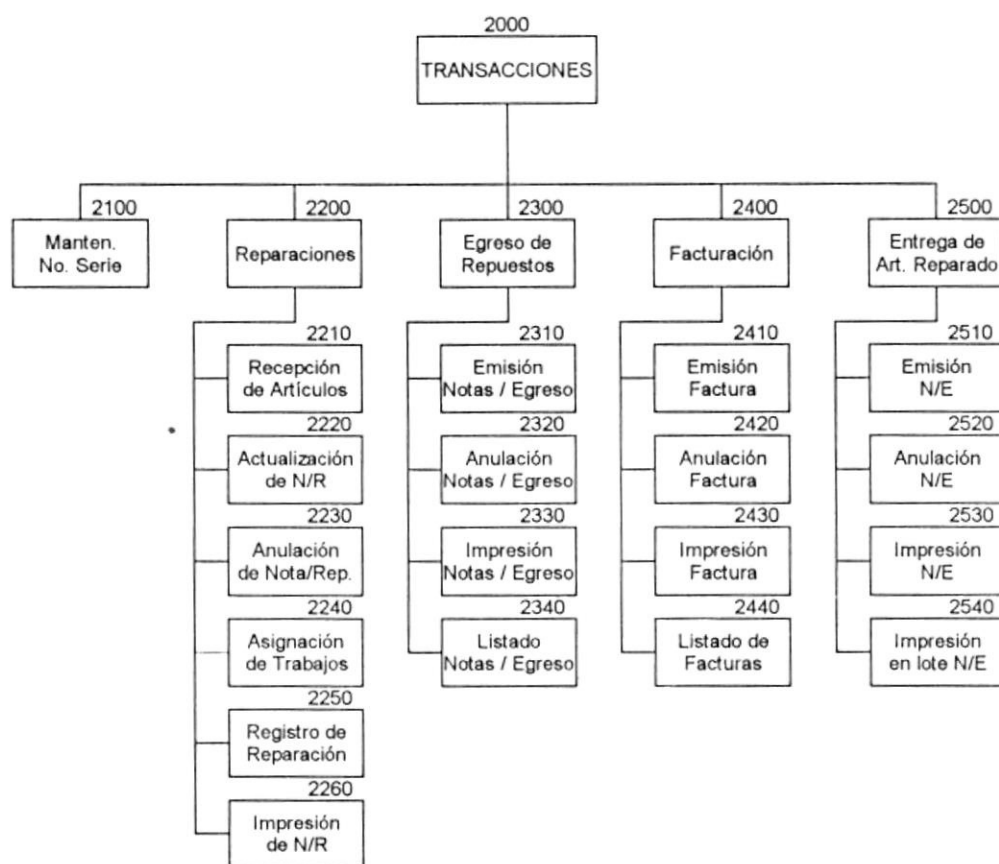 2000
TRANSACCIONES
2100
Manten.
No. Serie
2200
Reparaciones
2300
Egreso de
Repuestos
2400
Facturación
2500
Entrega de
Art. Reparado
2210
Recepción
de Artículos
2220
Actualización
de N/R
2230
Anulación
de Nota/Rep.
2240
Asignación
de Trabajos
2250
Registro de
Reparación
2260
Impresión
de N/R
2310
Emisión
Notas / Egreso
2320
Anulación
Notas / Egreso
2330
Impresión
Notas / Egreso
2340
Listado
Notas / Egreso
2410
Emisión
Factura
2420
Anulación
Factura
2430
Impresión
Factura
2440
Listado de
Facturas
2510
Emisión
N/E
2520
Anulación
N/E
2530
Impresión
N/E
2540
Impresión
en lote N/E